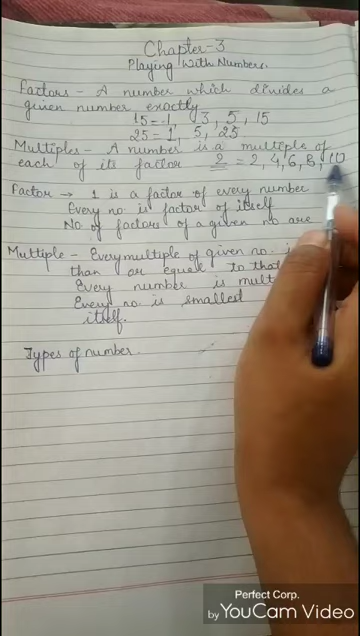 Chapter-3
Playing With Numbers.
Factors - A number which divides a
given number exactly
15 = 1, 3, 5, 15
25 = 1, 5, 25
Multiples - A number is a multiple of
each of its factor 2 = 2, 4, 6, 8, 10
Factor → 1 is a factor of every number
Every no. is factor of itself
No of factors of a given no are
Multiple - Every multiple of given no. is
than or equal to that
Every number is mult
Every no. is smallest
itself.
Types of number.
Perfect Corp.
by YouCam Video